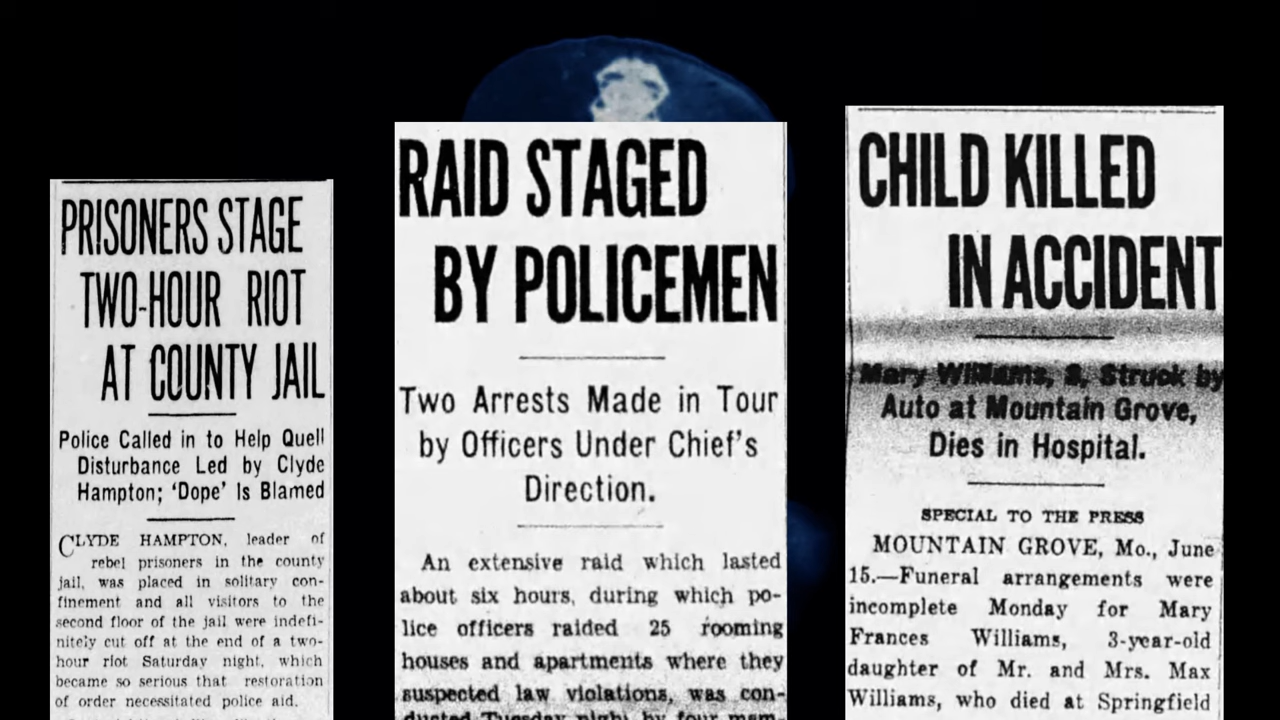 PRISONERS STAGE
TWO-HOUR RIOT
AT COUNTY JAIL
Police Called in to Help Quell
Disturbance Led by Clyde
Hampton; 'Dope' Is Blamed
CLYDE HAMPTON, leader of
rebel prisoners in the county
jail, was placed in solitary con-
finement and all visitors to the
second floor of the jail were indefi-
nitely cut off at the end of a two-
hour riot Saturday night, which
became so serious that restoration
of order necessitated police aid.
RAID STAGED
BY POLICEMEN
Two Arrests Made in Tour
by Officers Under Chief's
Direction.
An extensive raid which lasted
about six hours, during which po-
lice officers raided 25 rooming
houses and apartments where they
suspected law violations, was con-
ducted Tuesday night by four mem-
CHILD KILLED
IN ACCIDENT
Mary Williams, 3, Struck by
Auto at Mountain Grove,
Dies in Hospital.
SPECIAL TO THE PRESS
MOUNTAIN GROVE, Mo., June
15.—Funeral arrangements were
incomplete Monday for Mary
Frances Williams, 3-year-old
daughter of Mr. and Mrs. Max
Williams, who died at Springfield